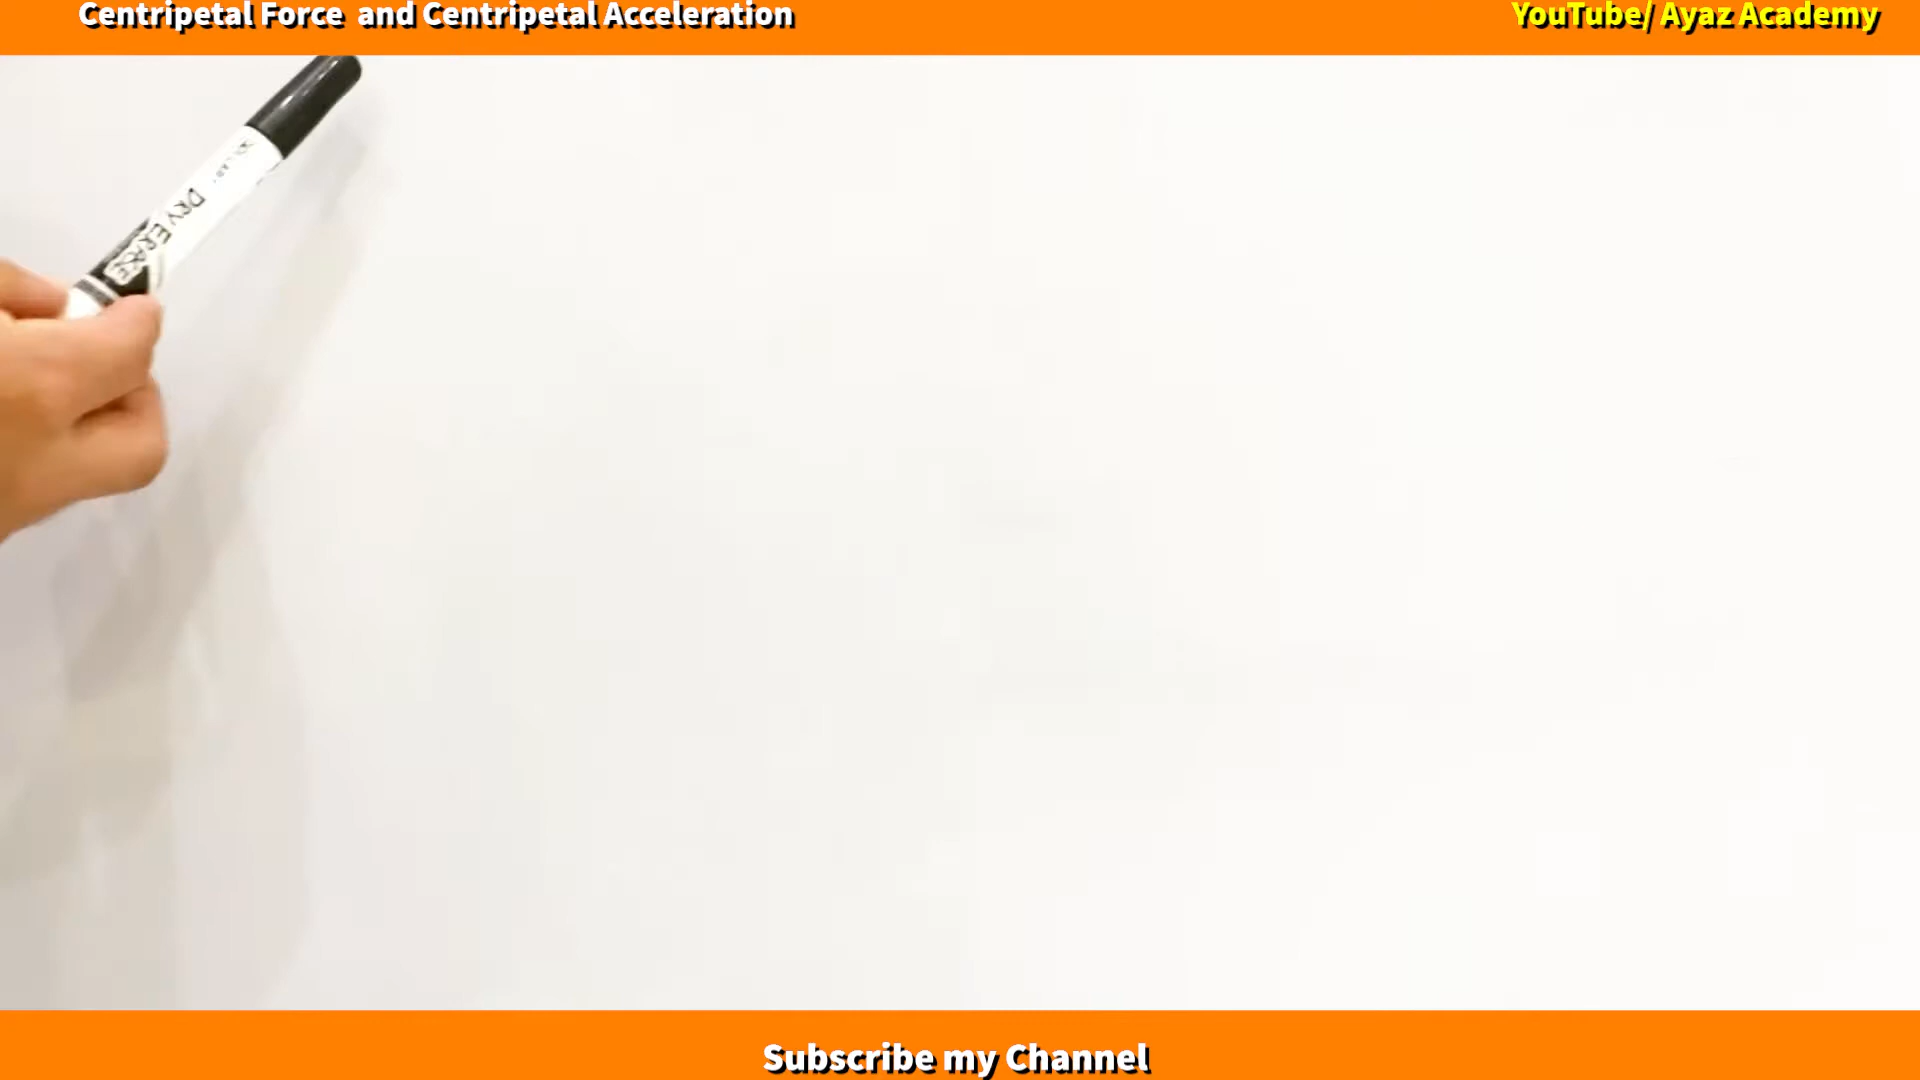 Centripetal Force and Centripetal Acceleration
YouTube/ Ayaz Academy
DRY ERASE
Subscribe my Channel